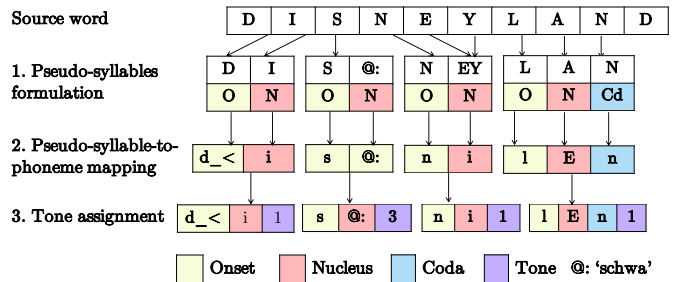 Source word D I S N E Y L A N D
1. Pseudo-syllables formulation D I S @: N EY L A N
O N O N O N O N Cd
2. Pseudo-syllable-to-phoneme mapping d_< i s @: n i l E n
3. Tone assignment d_< i 1 s @: 3 n i 1 l E n 1
Onset Nucleus Coda Tone @: ‘schwa’